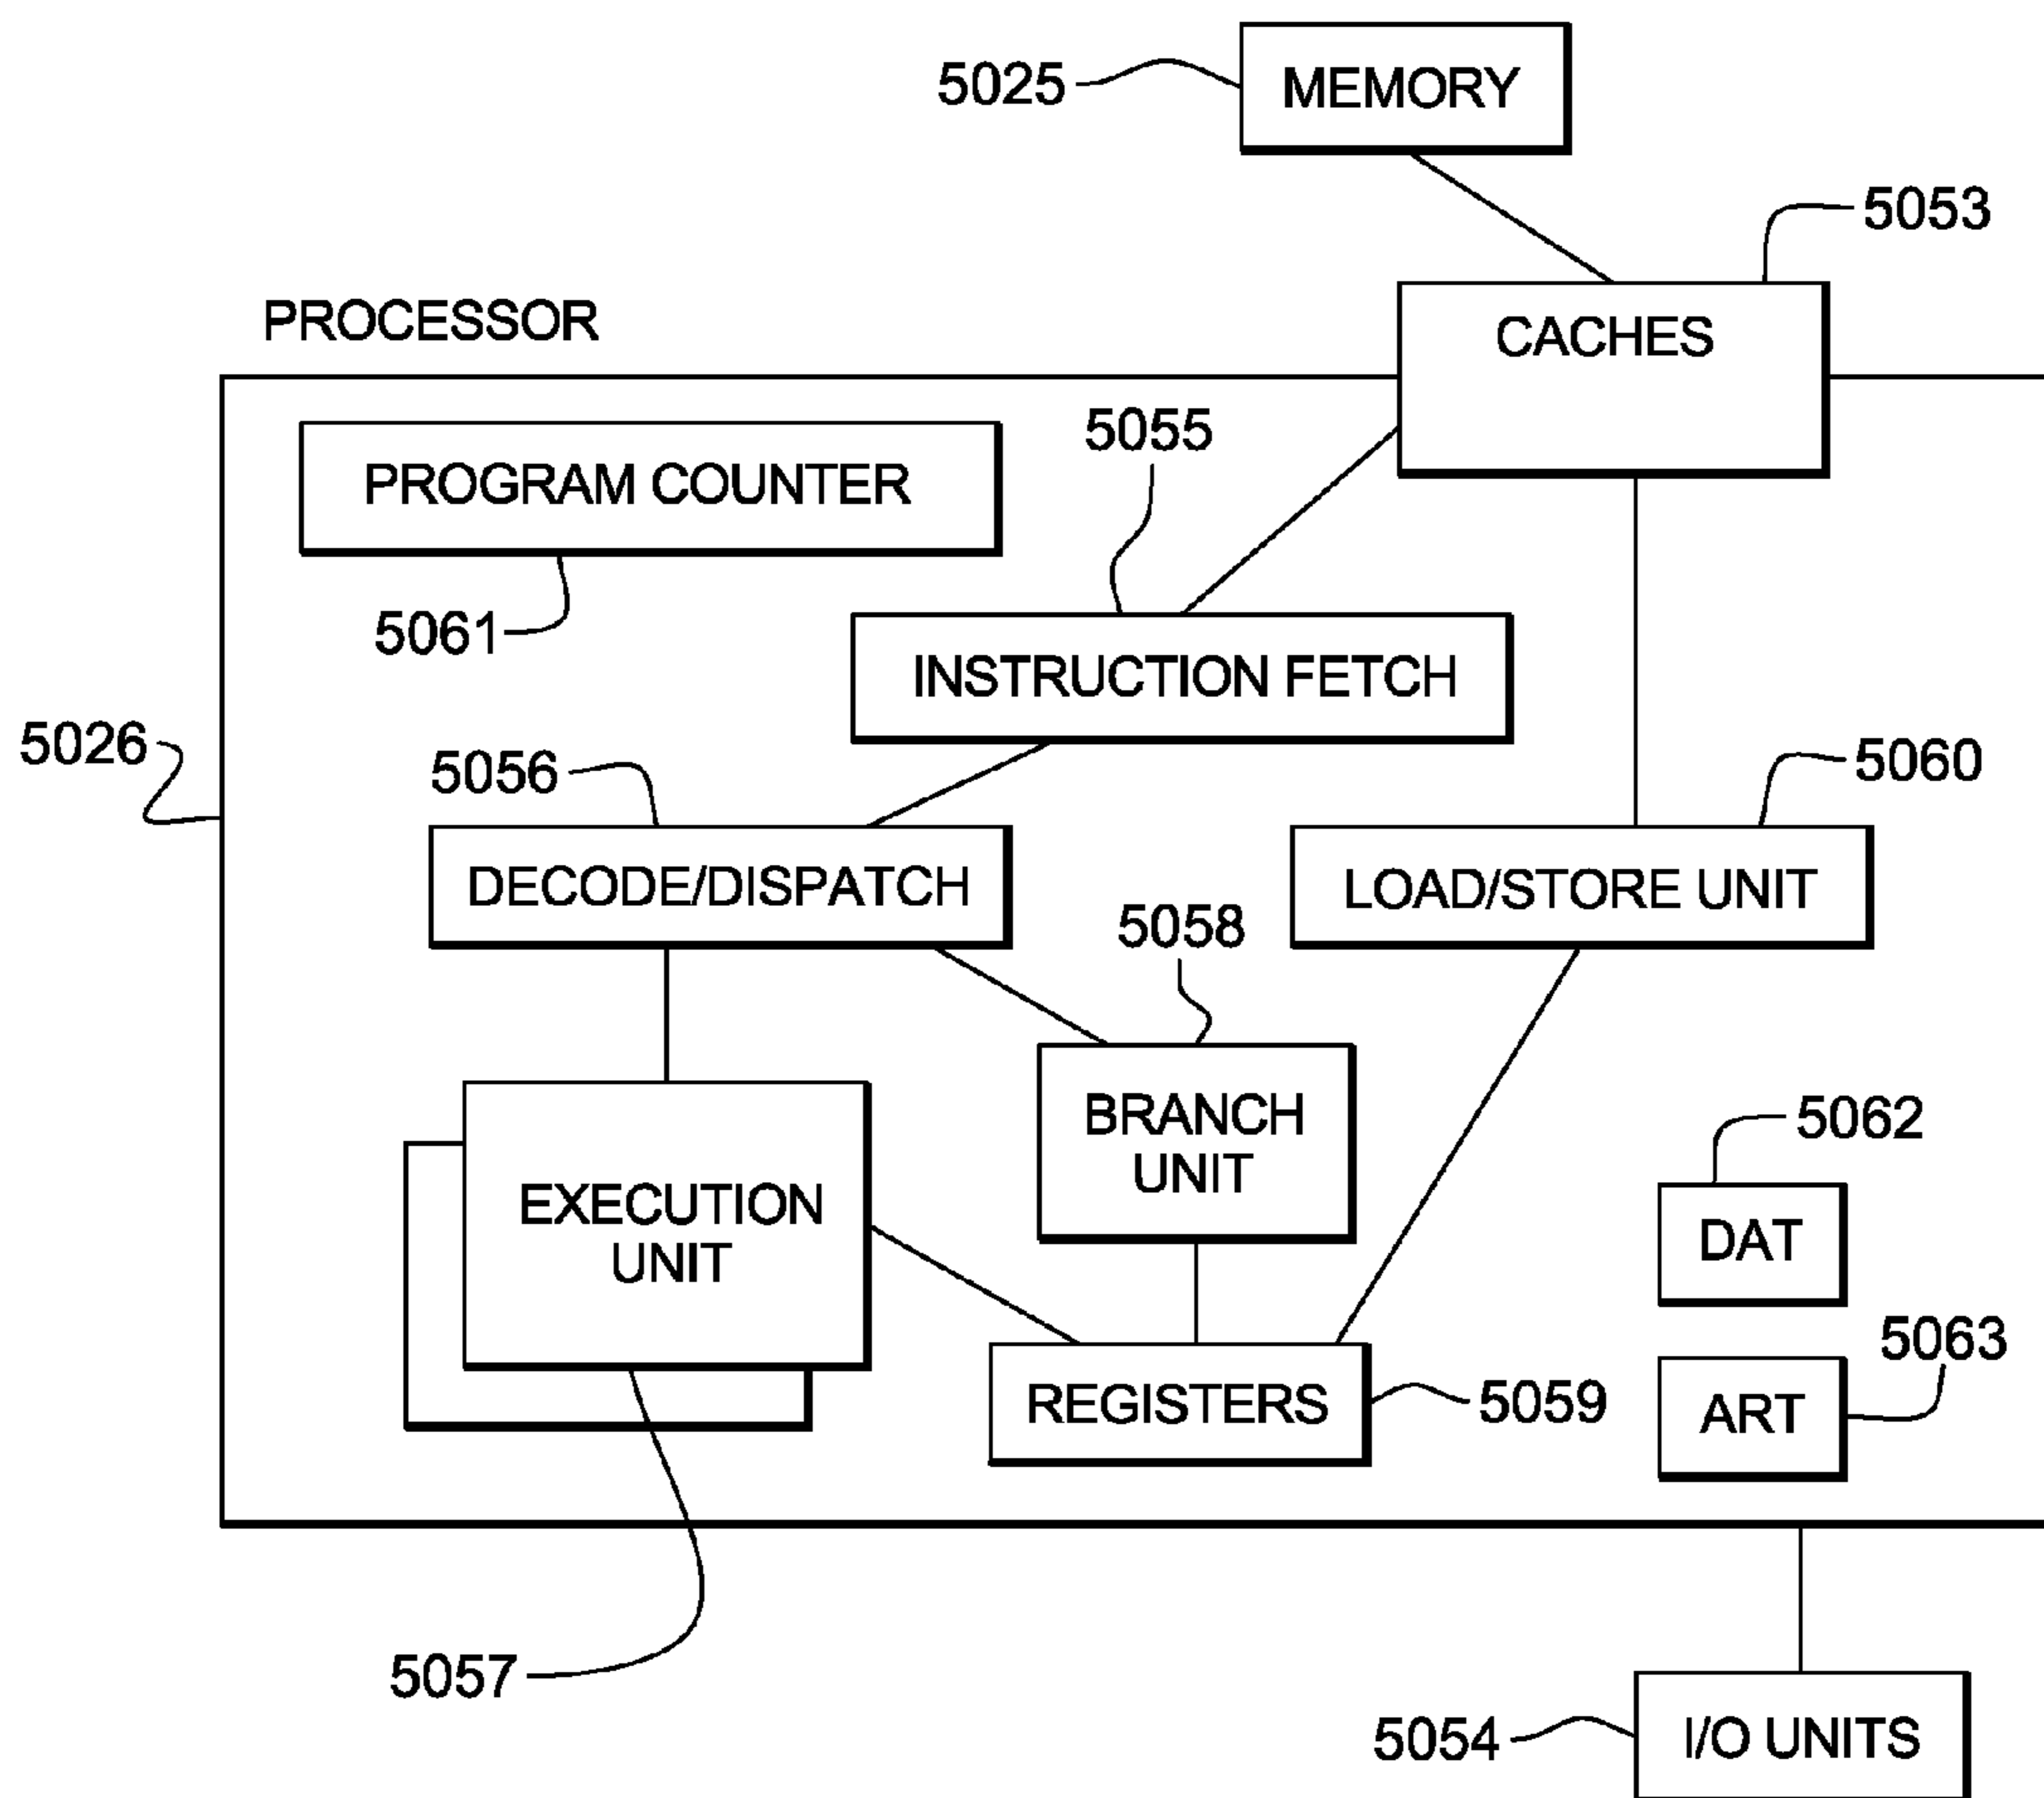 MEMORY
5025
5053
CACHES
PROCESSOR
PROGRAM COUNTER
5055
5061
INSTRUCTION FETCH
5026
5056
5060
DECODE/DISPATCH
LOAD/STORE UNIT
5058
BRANCH
UNIT
5062
EXECUTION
UNIT
DAT
5063
REGISTERS
5059
ART
5057
5054
I/O UNITS